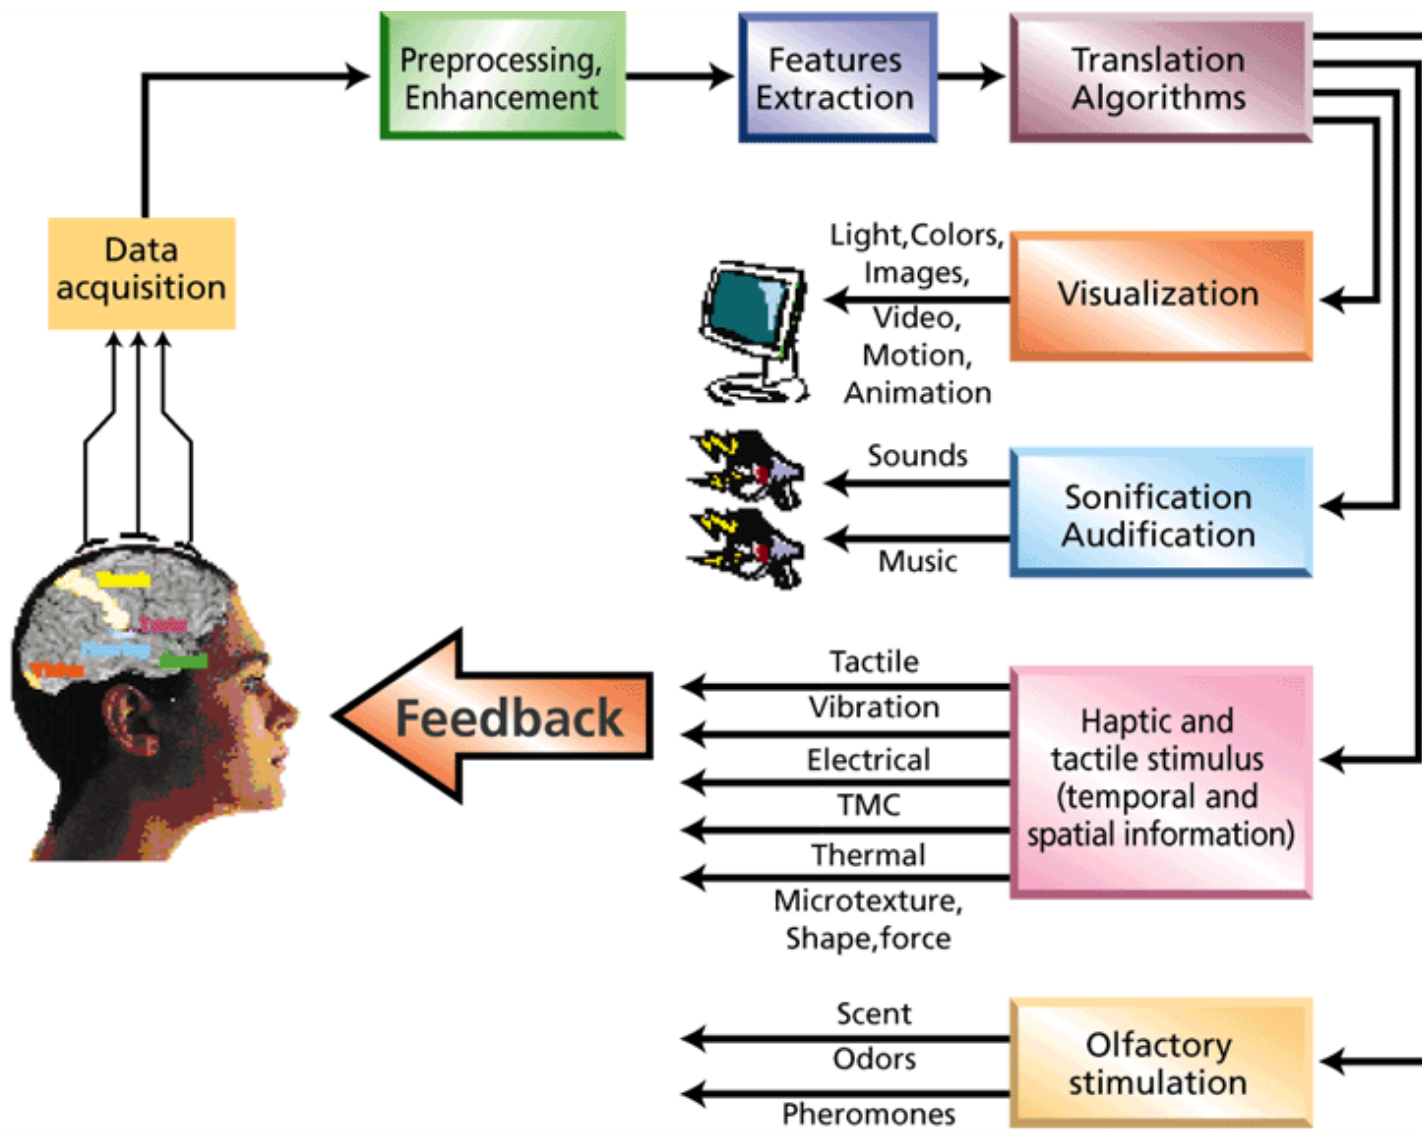 Preprocessing,
Enhancement
Features
Extraction
Translation
Algorithms
Data
acquisition
Light,Colors,
Images,
Video,
Motion,
Animation
Visualization
Sounds
Music
Sonification
Audification
Feedback
Tactile
Vibration
Electrical
TMC
Thermal
Microtexture,
Shape,force
Haptic and
tactile stimulus
(temporal and
spatial information)
Scent
Odors
Pheromones
Olfactory
stimulation